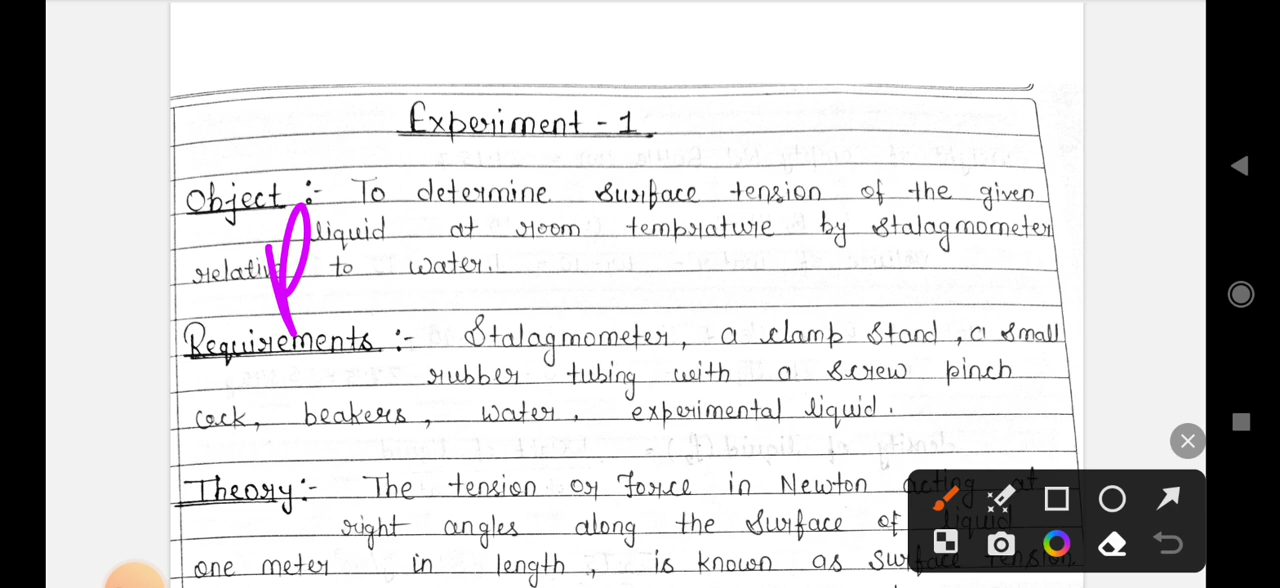 Experiment - 1
Object :- To determine surface tension of the given
liquid at room temprature by stalagmometer
relative to water.
Requirements :- Stalagmometer, a clamp stand, a small
rubber tubing with a screw pinch
cock, beakers, water, experimental liquid.
Theory :- The tension or force in Newton acting at
right angles along the surface of liquid
one meter in length, is known as surface tension